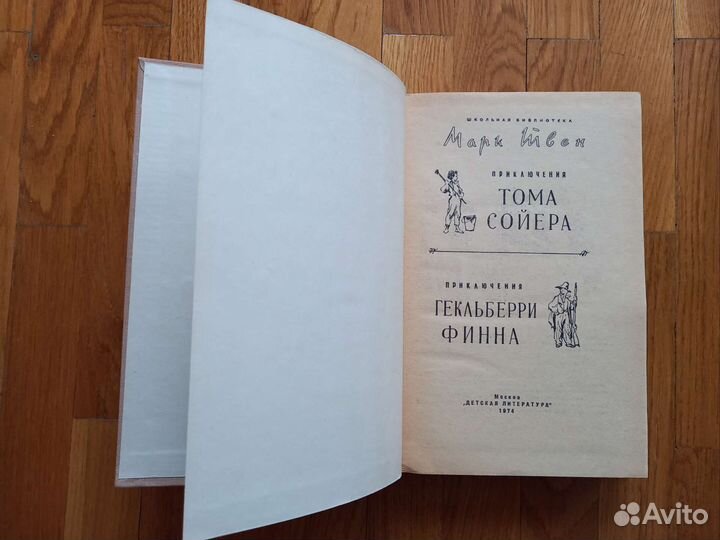 ШКОЛЬНАЯ БИБЛИОТЕКА
Марк Твен
ПРИКЛЮЧЕНИЯ
ТОМА
СОЙЕРА
ПРИКЛЮЧЕНИЯ
ГЕКЛЬБЕРРИ
ФИННА
Москва
„ДЕТСКАЯ ЛИТЕРАТУРА"
1974
Avito